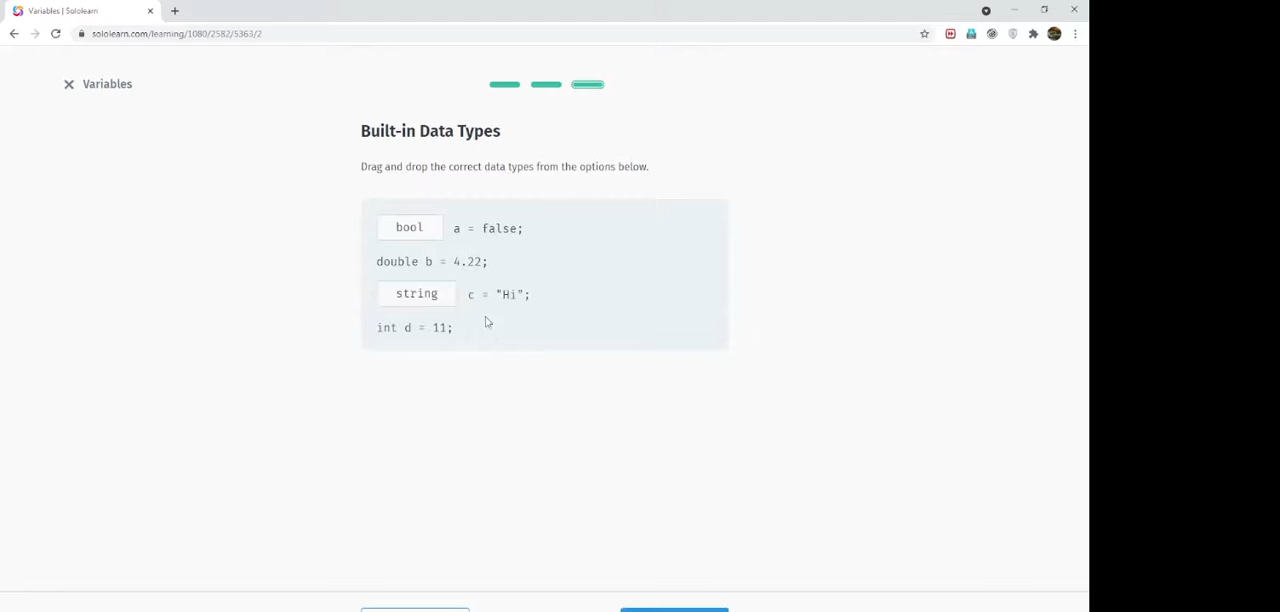 Variables | Sololearn
sololearn.com/learning/1080/2582/5363/2
Variables
Built-in Data Types
Drag and drop the correct data types from the options below.
bool a = false;
double b = 4.22;
string c = "Hi";
int d = 11;